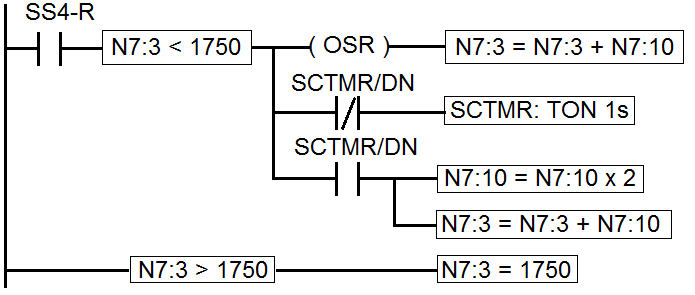 SS4-R
N7:3 < 1750
( OSR )
N7:3 = N7:3 + N7:10
SCTMR/DN
SCTMR: TON 1s
SCTMR/DN
N7:10 = N7:10 x 2
N7:3 = N7:3 + N7:10
N7:3 > 1750
N7:3 = 1750